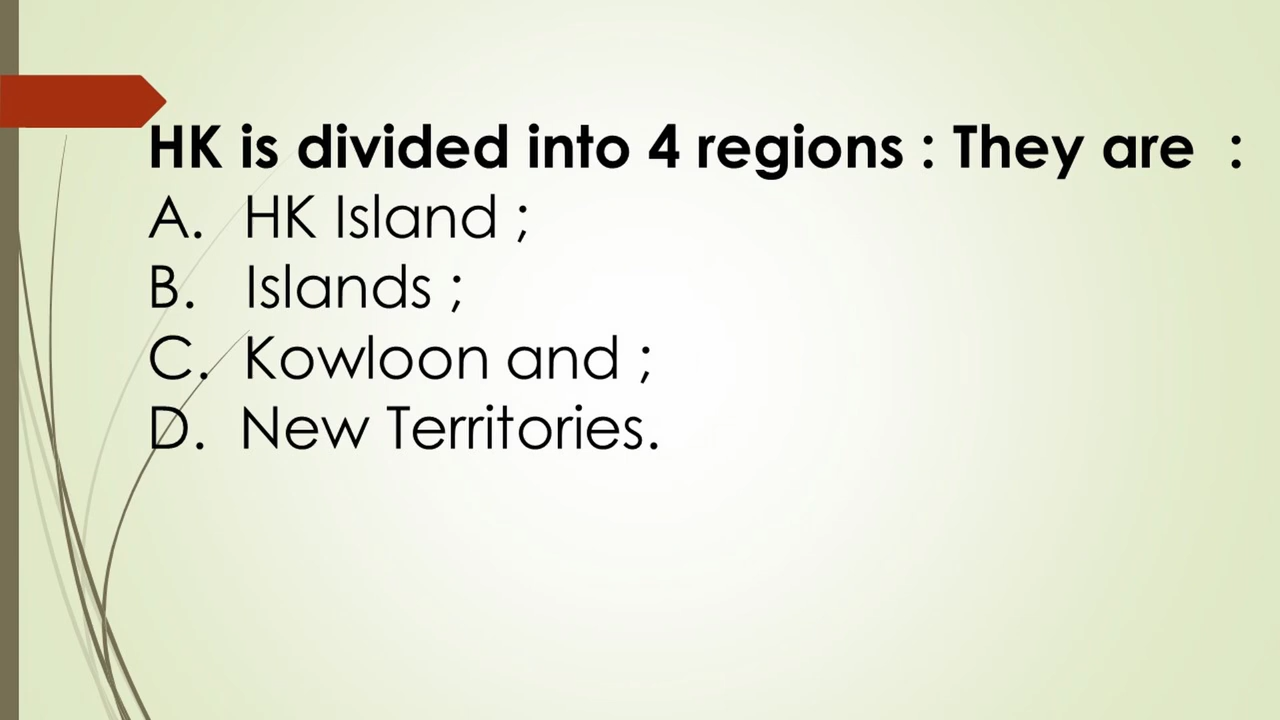 HK is divided into 4 regions : They are :
A. HK Island ;
B. Islands ;
C. Kowloon and ;
D. New Territories.